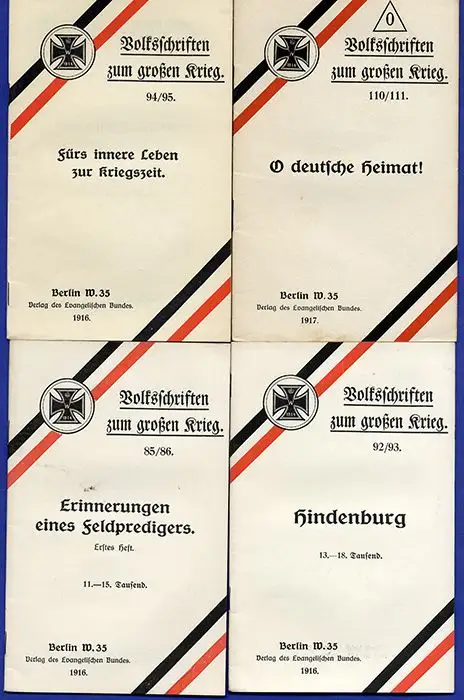 Volksschriften
zum großen Krieg.
94/95.
Fürs innere Leben
zur Kriegszeit.
Berlin W. 35
Verlag des Evangelischen Bundes.
1916.
0
Volksschriften
zum großen Krieg.
110/111.
O deutsche Heimat!
Berlin W. 35
Verlag des Evangelischen Bundes.
1917.
Volksschriften
zum großen Krieg.
85/86.
Erinnerungen
eines Feldpredigers.
Erstes Heft.
11.—15. Tausend.
Berlin W. 35
Verlag des Evangelischen Bundes.
1916.
Volksschriften
zum großen Krieg.
92/93.
Hindenburg
13.—18. Tausend.
Berlin W. 35
Verlag des Evangelischen Bundes.
1916.